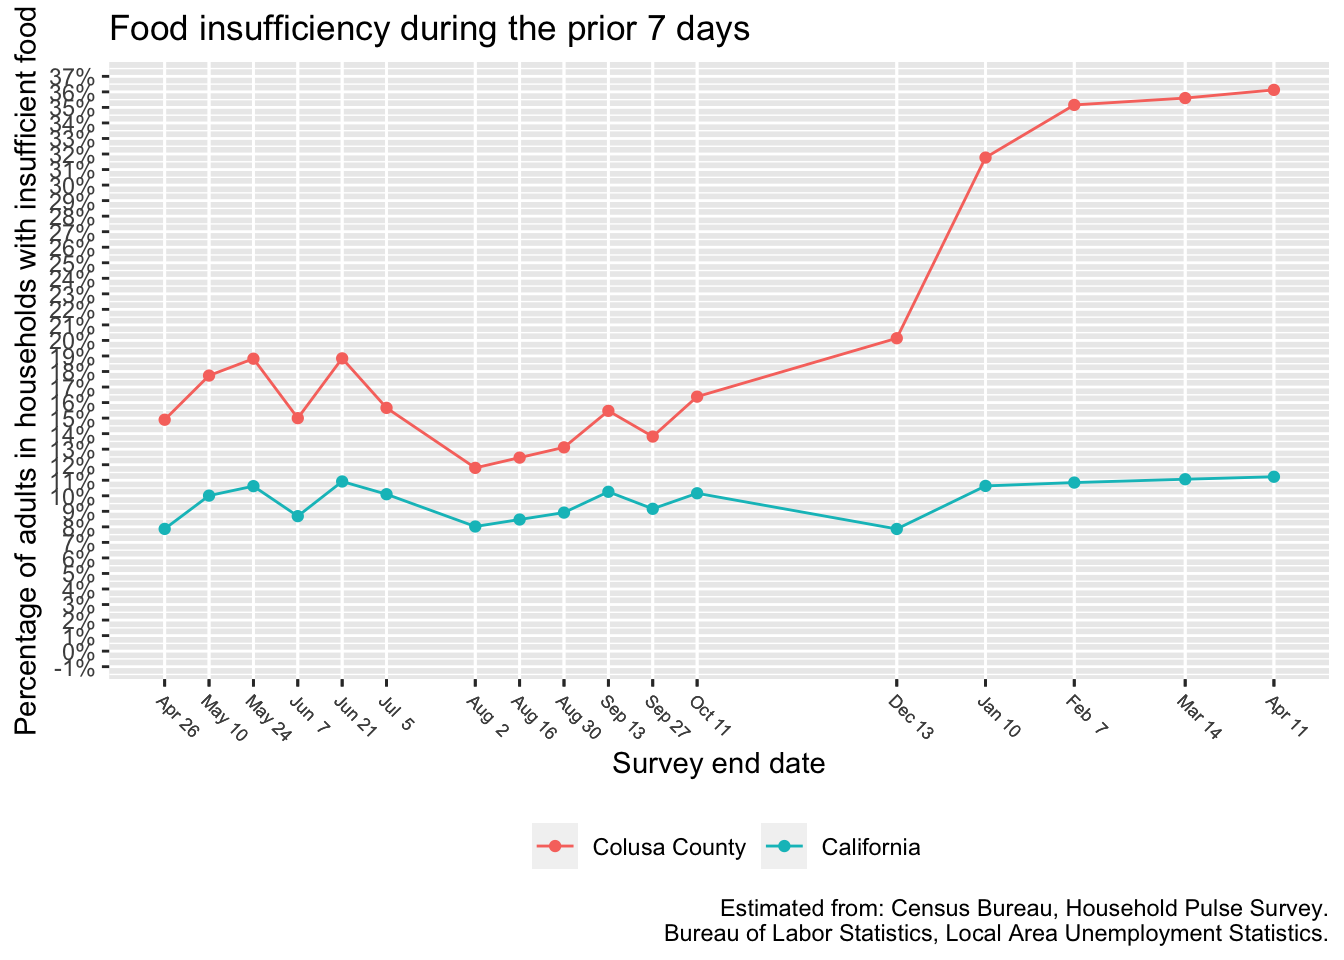 Food insufficiency during the prior 7 days
Percentage of adults in households with insufficient food
37%
36%
35%
34%
33%
32%
31%
30%
29%
28%
27%
26%
25%
24%
23%
22%
21%
20%
19%
18%
17%
16%
15%
14%
13%
12%
11%
10%
9%
8%
7%
6%
5%
4%
3%
2%
1%
0%
-1%
Apr 26
May 10
May 24
Jun 7
Jun 21
Jul 5
Aug 2
Aug 16
Aug 30
Sep 13
Sep 27
Oct 11
Dec 13
Jan 10
Feb 7
Mar 14
Apr 11
Survey end date
Colusa County
California
Estimated from: Census Bureau, Household Pulse Survey.
Bureau of Labor Statistics, Local Area Unemployment Statistics.